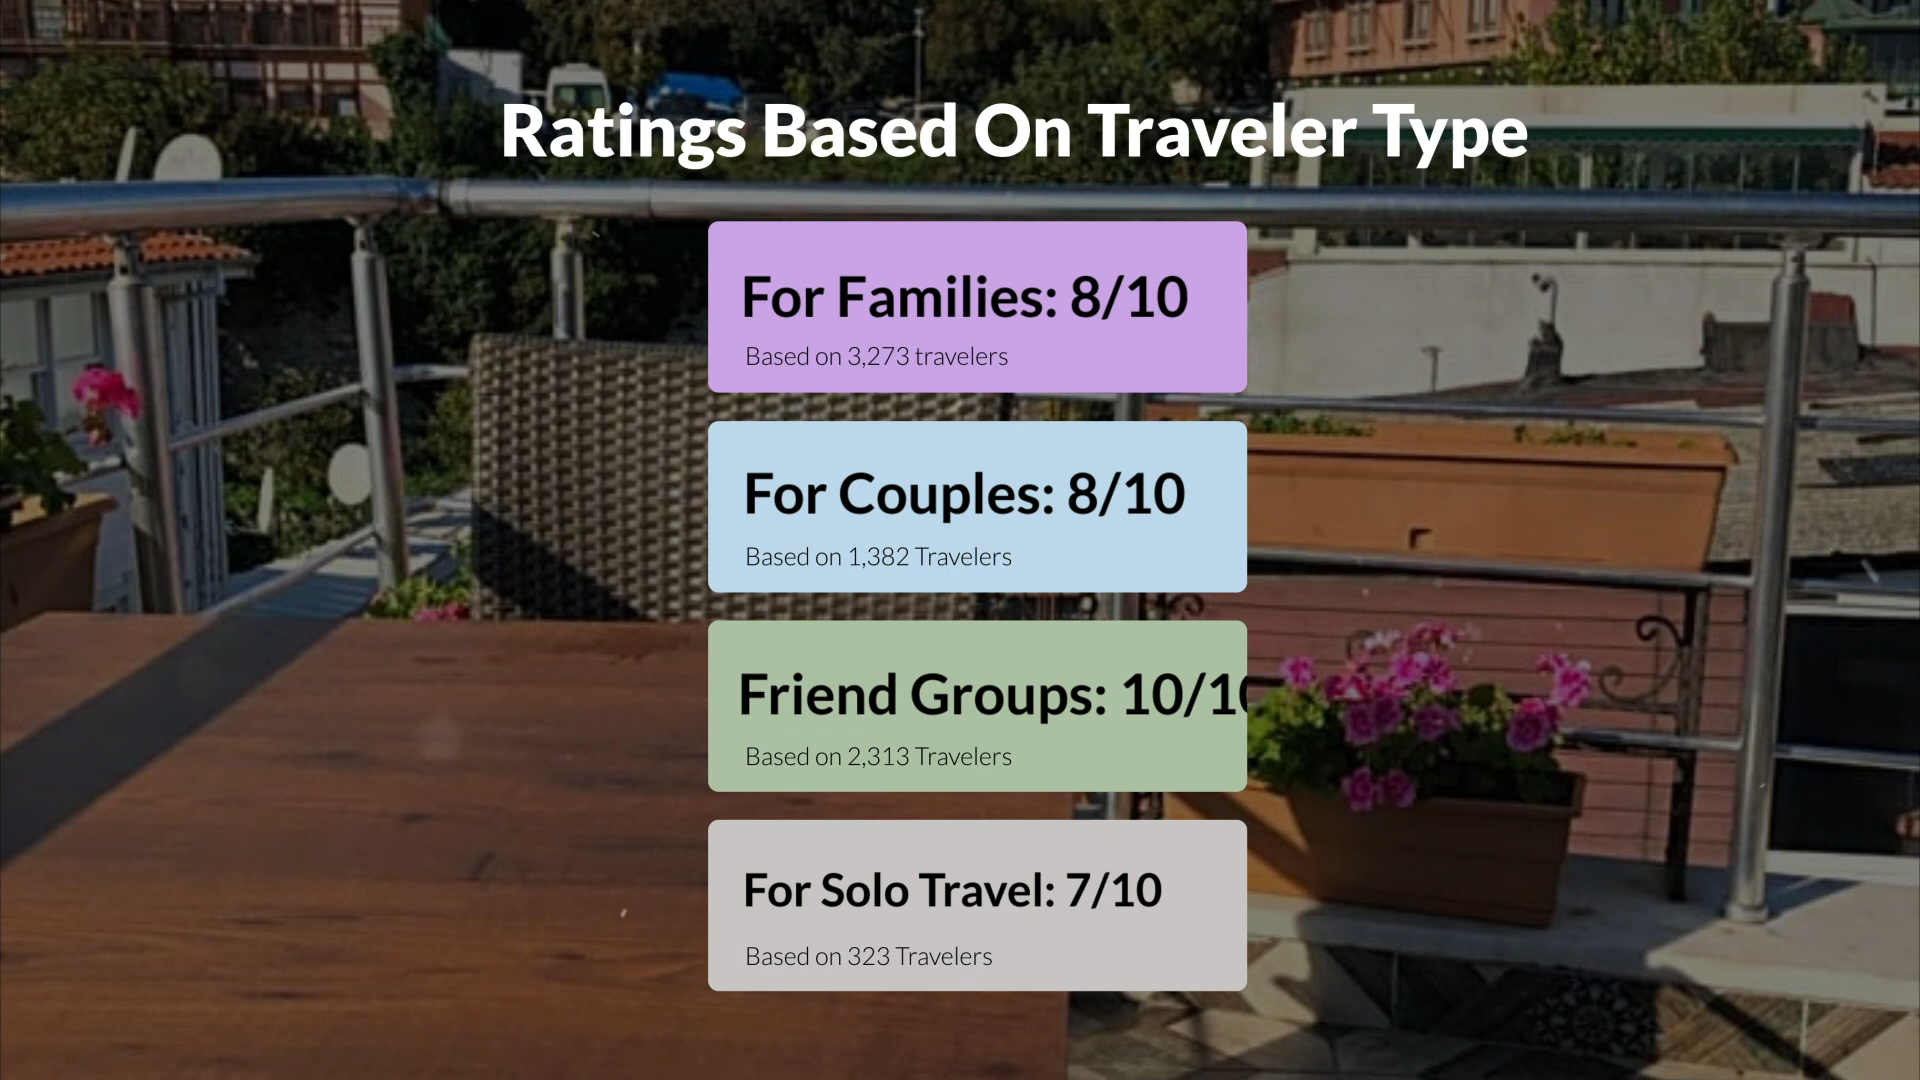 Ratings Based On Traveler Type
For Families: 8/10
Based on 3,273 travelers
For Couples: 8/10
Based on 1,382 Travelers
Friend Groups: 10/10
Based on 2,313 Travelers
For Solo Travel: 7/10
Based on 323 Travelers